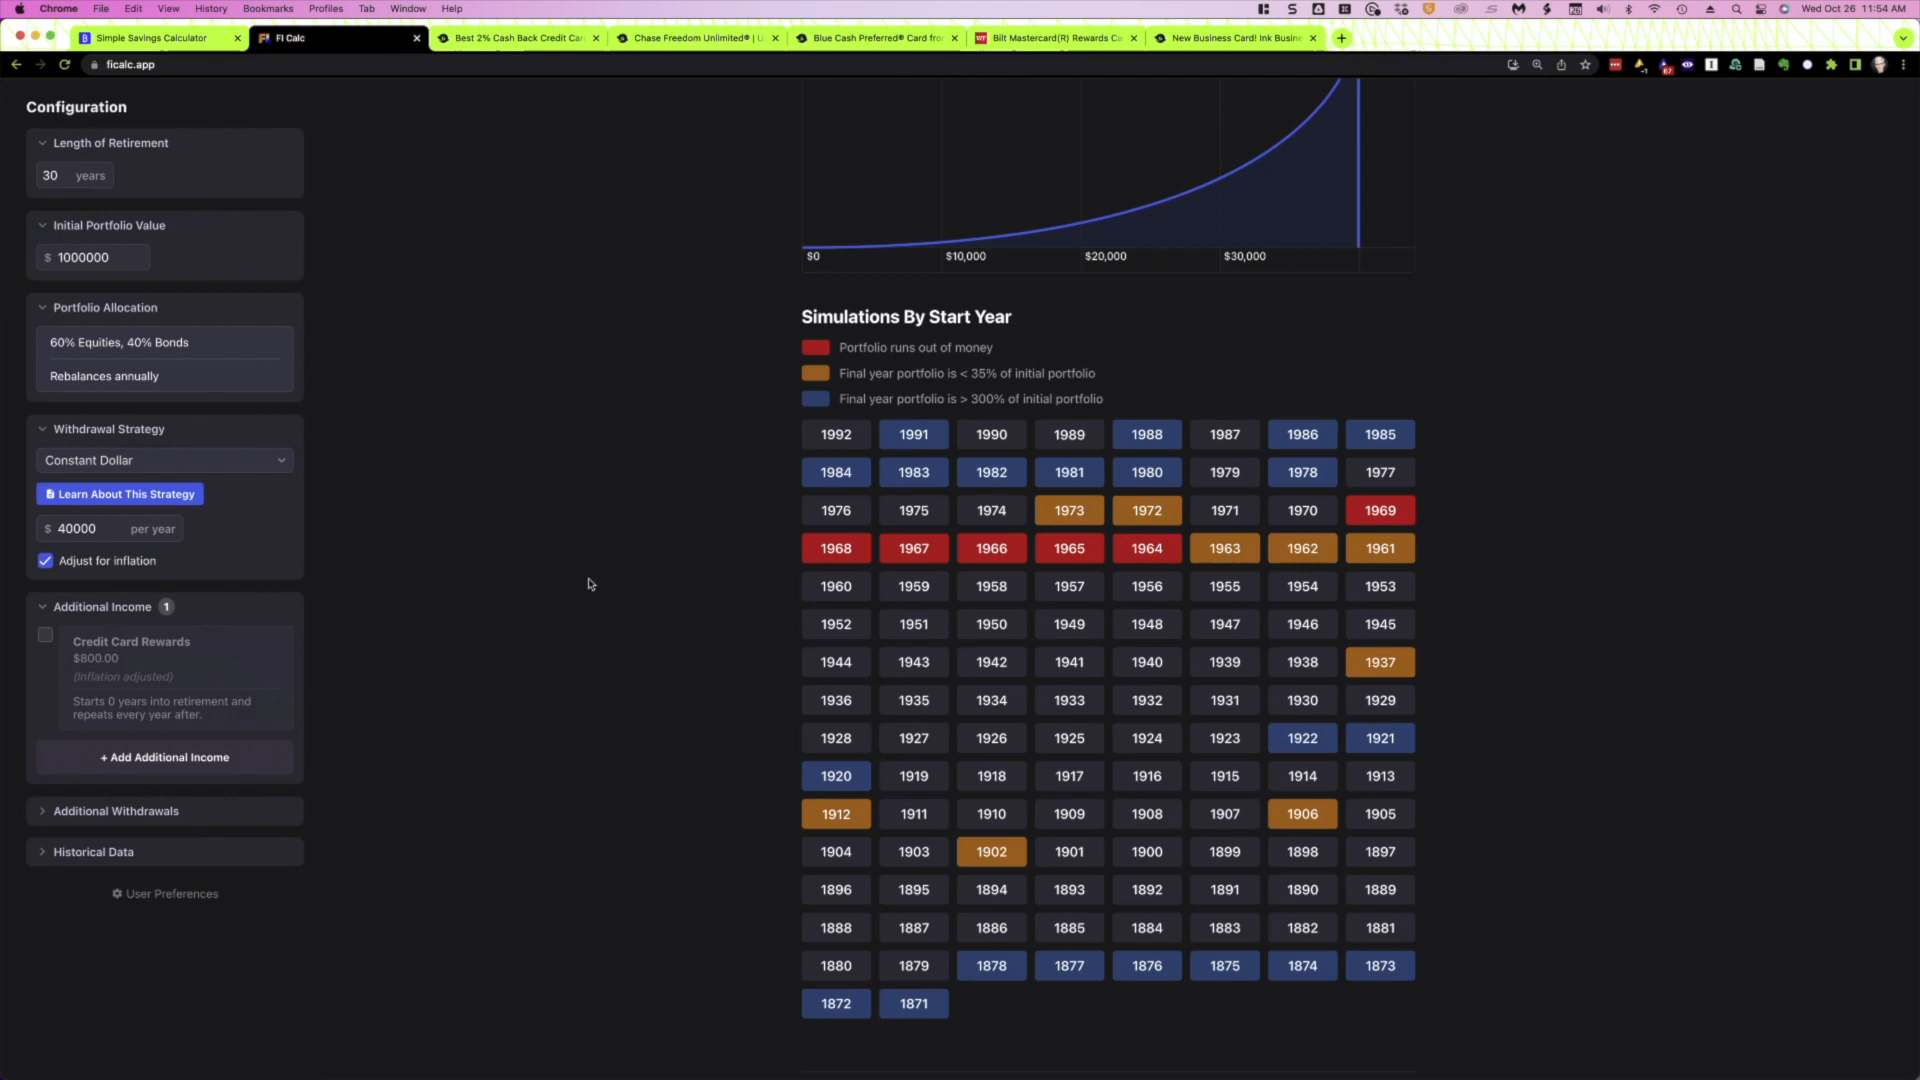 Chrome File Edit View History Bookmarks Profiles Tab Window Help Wed Oct 26 11:54 AM
Simple Savings Calculator FI Calc Best 2% Cash Back Credit Car Chase Freedom Unlimited® | U Blue Cash Preferred® Card fro Bilt Mastercard(R) Rewards Ca New Business Card! Ink Busine
ficalc.app
Configuration
Length of Retirement
30 years
Initial Portfolio Value
$ 1000000
Portfolio Allocation
60% Equities, 40% Bonds
Rebalances annually
Withdrawal Strategy
Constant Dollar
Learn About This Strategy
$ 40000 per year
Adjust for inflation
Additional Income 1
Credit Card Rewards
$800.00
(Inflation adjusted)
Starts 0 years into retirement and
repeats every year after.
+ Add Additional Income
Additional Withdrawals
Historical Data
User Preferences
$0 $10,000 $20,000 $30,000
Simulations By Start Year
Portfolio runs out of money
Final year portfolio is < 35% of initial portfolio
Final year portfolio is > 300% of initial portfolio
1992 1991 1990 1989 1988 1987 1986 1985
1984 1983 1982 1981 1980 1979 1978 1977
1976 1975 1974 1973 1972 1971 1970 1969
1968 1967 1966 1965 1964 1963 1962 1961
1960 1959 1958 1957 1956 1955 1954 1953
1952 1951 1950 1949 1948 1947 1946 1945
1944 1943 1942 1941 1940 1939 1938 1937
1936 1935 1934 1933 1932 1931 1930 1929
1928 1927 1926 1925 1924 1923 1922 1921
1920 1919 1918 1917 1916 1915 1914 1913
1912 1911 1910 1909 1908 1907 1906 1905
1904 1903 1902 1901 1900 1899 1898 1897
1896 1895 1894 1893 1892 1891 1890 1889
1888 1887 1886 1885 1884 1883 1882 1881
1880 1879 1878 1877 1876 1875 1874 1873
1872 1871